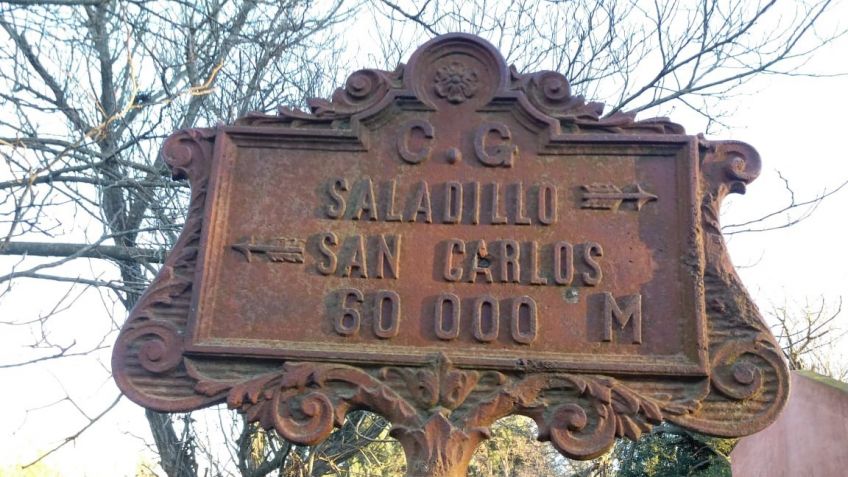 C. G
SALADILLO
SAN CARLOS
60 000 M